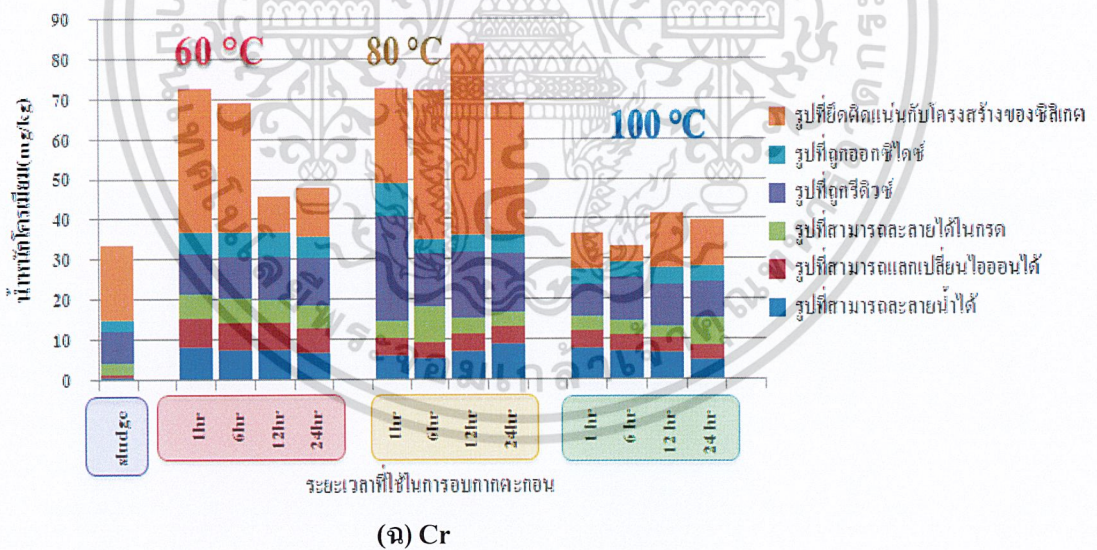 90
80
70
60
50
40
30
20
10
0
น้ำหนักโครเมียม(mg/kg)
60 °C
80 °C
100 °C
รูปที่ยึดติดแน่นกับโครงสร้างของซิลิเกต
รูปที่ถูกออกซิไดซ์
รูปที่ถูกรีดิวซ์
รูปที่สามารถละลายได้ในกรด
รูปที่สามารถแลกเปลี่ยนไอออนได้
รูปที่สามารถละลายน้ำได้
sludge
1hr
6hr
12hr
24hr
1hr
6hr
12hr
24hr
1 hr
6 hr
12 hr
24 hr
ระยะเวลาที่ใช้ในการอบกากตะกอน
(ฉ) Cr